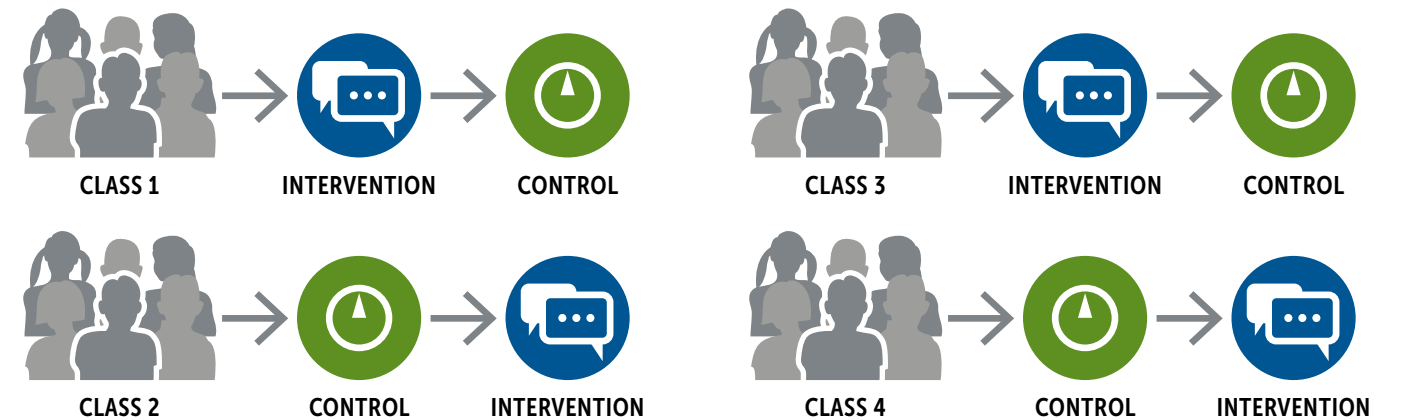 CLASS 1 INTERVENTION CONTROL
CLASS 3 INTERVENTION CONTROL
CLASS 2 CONTROL INTERVENTION
CLASS 4 CONTROL INTERVENTION